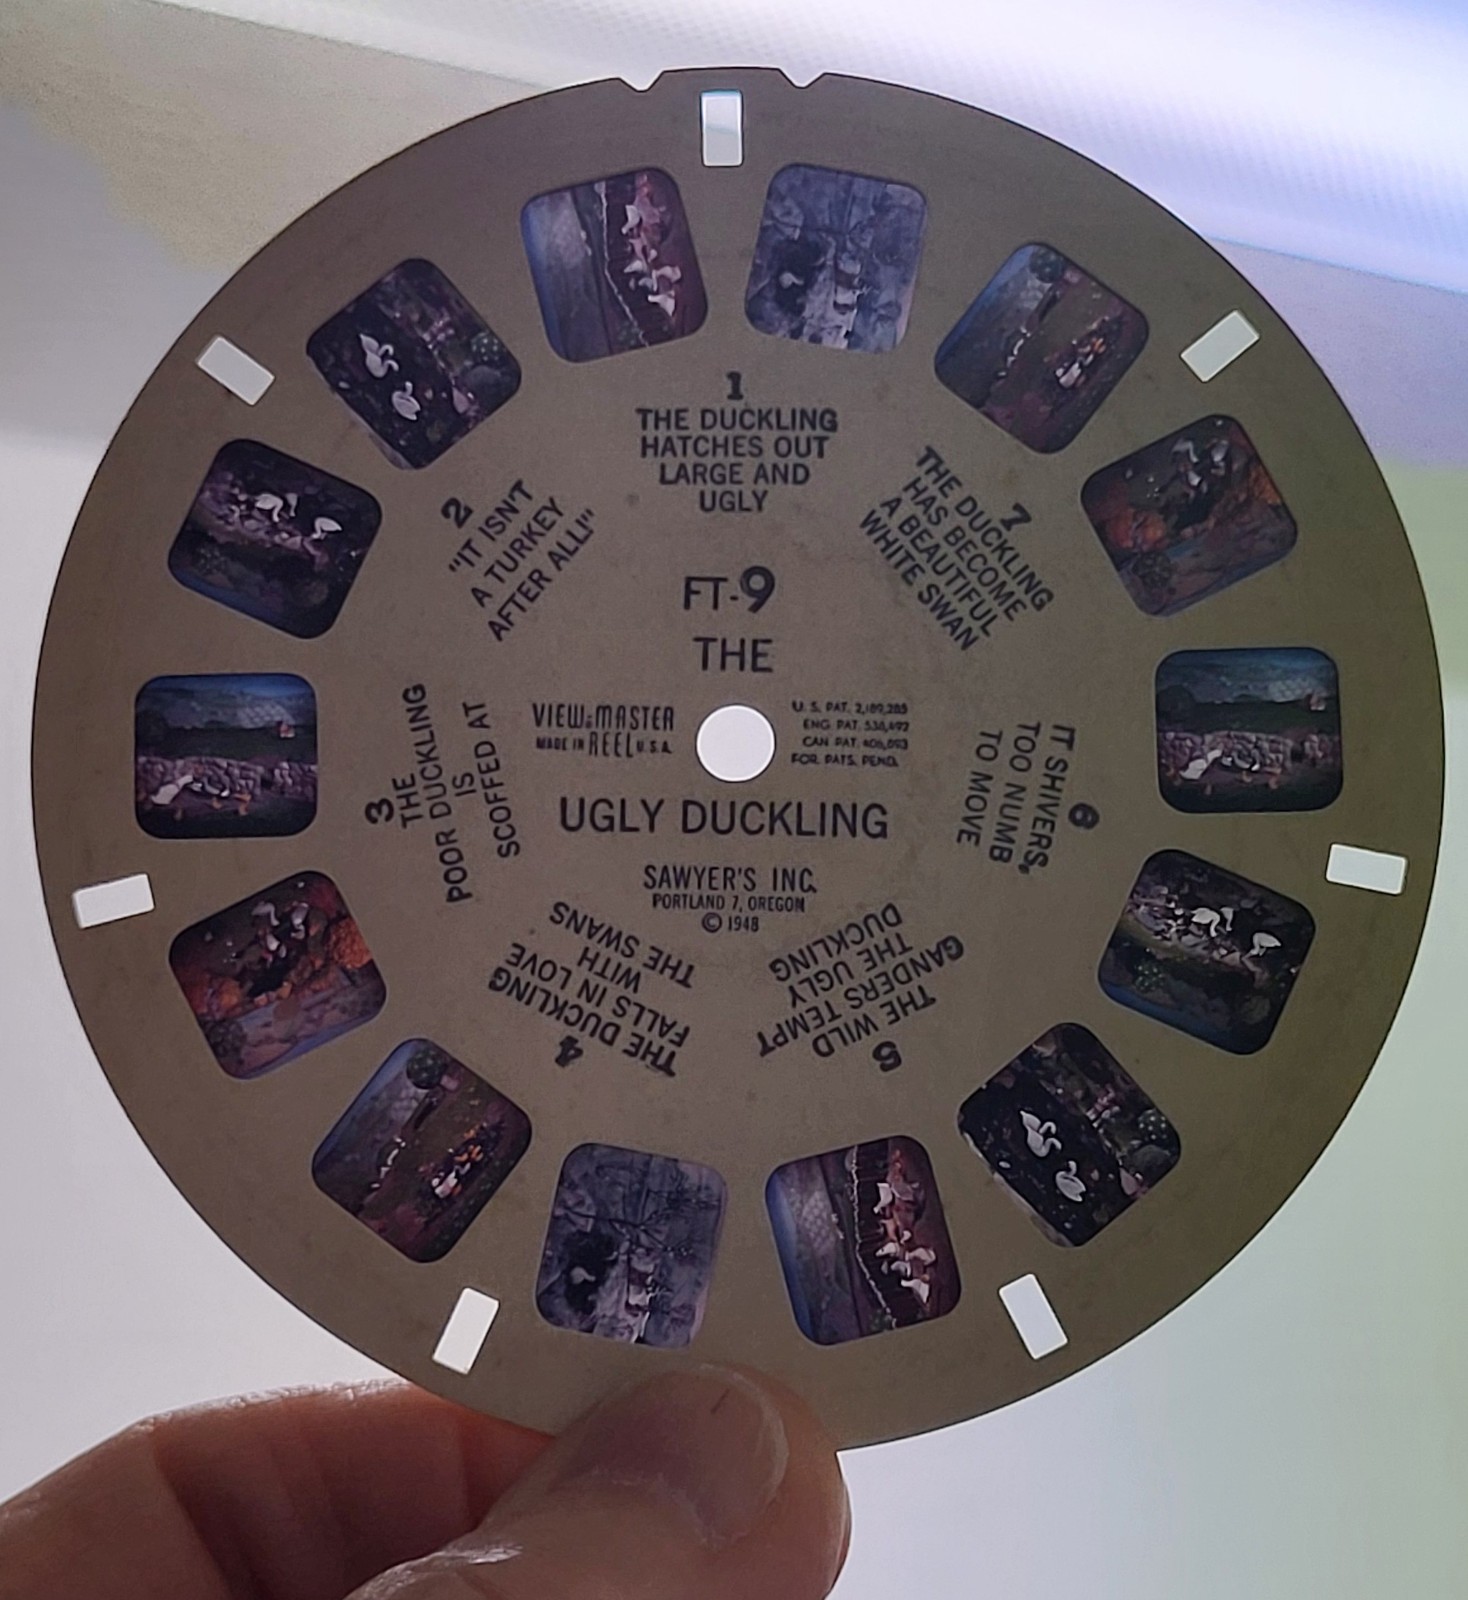 1
THE DUCKLING
HATCHES OUT
LARGE AND
UGLY
2
"IT ISN'T
A TURKEY
AFTER ALL!"
3
THE
POOR DUCKLING
IS
SCOFFED AT
4
THE DUCKLING
FALLS IN LOVE
WITH
THE SWANS
5
THE WILD
GANDERS TEMPT
THE UGLY
DUCKLING
6
IT SHIVERS,
TOO NUMB
TO MOVE
7
THE DUCKLING
HAS BECOME
A BEAUTIFUL
WHITE SWAN
FT-9
THE
VIEW-MASTER
MADE IN REEL U.S.A.
U.S. PAT. 2,189,285
ENG. PAT. 538,492
CAN. PAT. 406,093
FOR. PATS. PEND.
UGLY DUCKLING
SAWYER'S INC.
PORTLAND 7, OREGON
© 1948